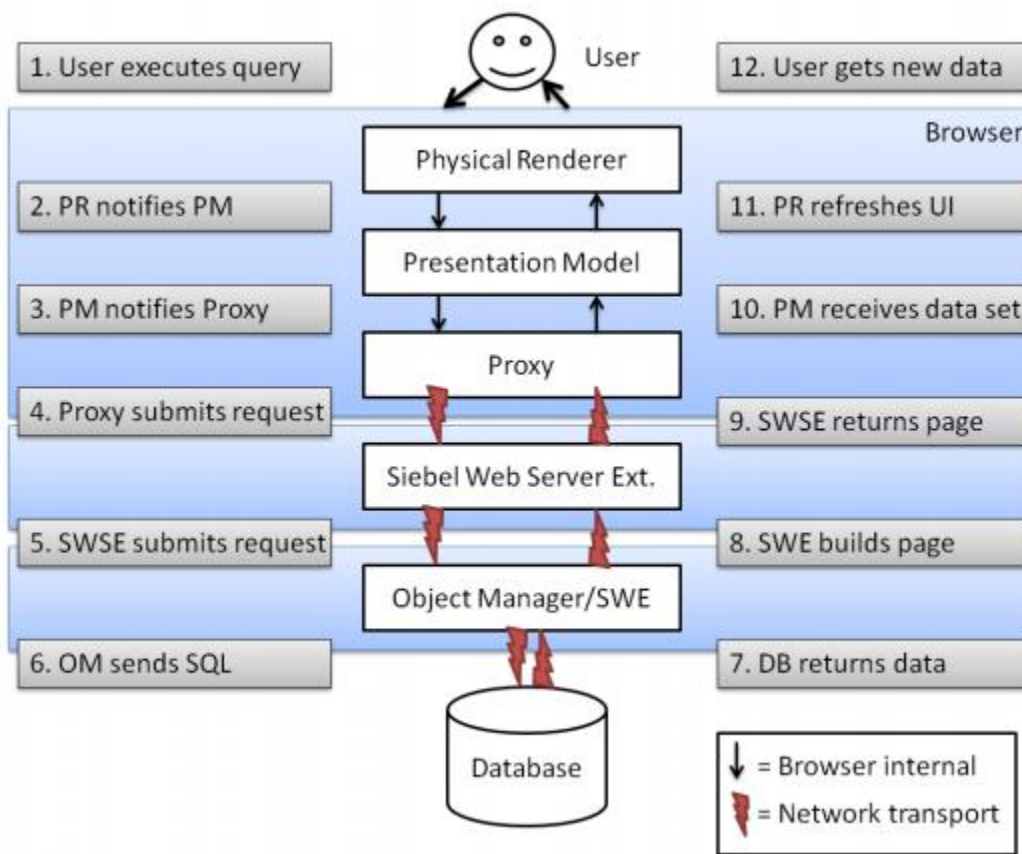 1. User executes query
User
12. User gets new data
Browser
Physical Renderer
2. PR notifies PM
11. PR refreshes UI
Presentation Model
3. PM notifies Proxy
10. PM receives data set
Proxy
4. Proxy submits request
9. SWSE returns page
Siebel Web Server Ext.
5. SWSE submits request
8. SWE builds page
Object Manager/SWE
6. OM sends SQL
7. DB returns data
Database
= Browser internal
= Network transport